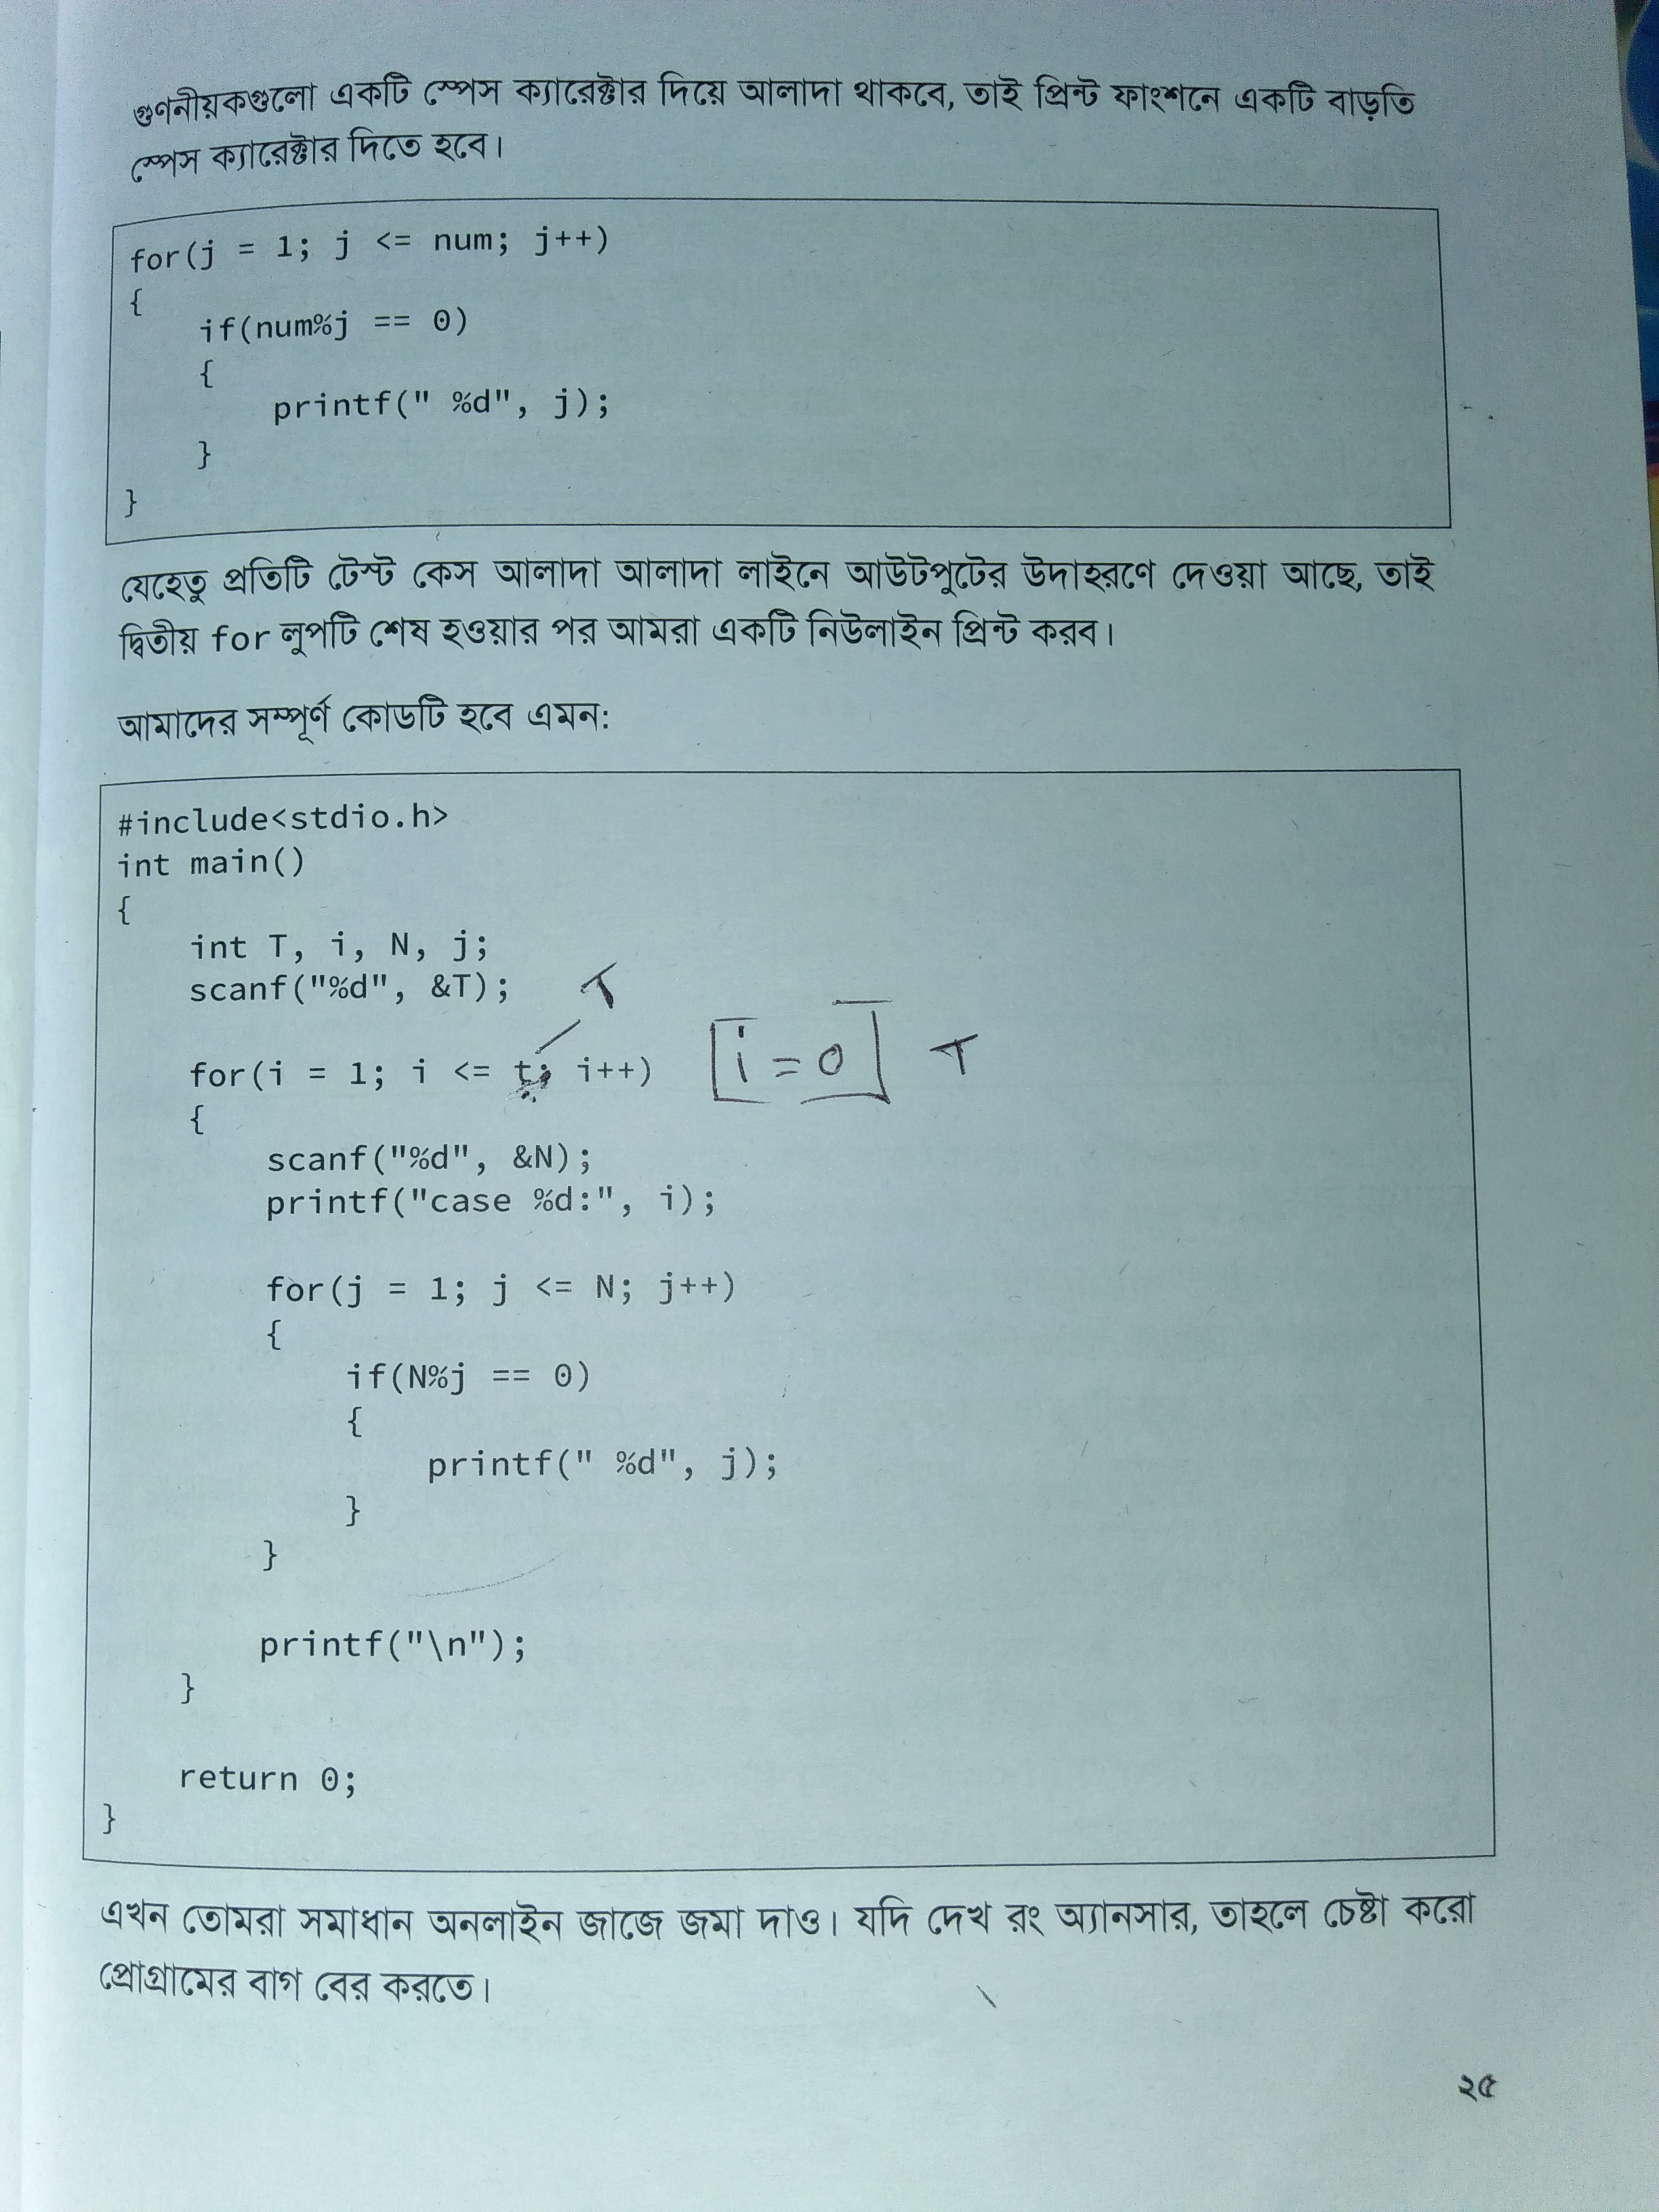 গুণনীয়কগুলো একটি স্পেস ক্যারেক্টার দিয়ে আলাদা থাকবে, তাই প্রিন্ট ফাংশনে একটি বাড়তি
স্পেস ক্যারেক্টার দিতে হবে।
for(j = 1; j <= num; j++)
{
    if(num%j == 0)
    {
        printf(" %d", j);
    }
}
যেহেতু প্রতিটি টেস্ট কেস আলাদা আলাদা লাইনে আউটপুটের উদাহরণে দেওয়া আছে, তাই
দ্বিতীয় for লুপটি শেষ হওয়ার পর আমরা একটি নিউলাইন প্রিন্ট করব।
আমাদের সম্পূর্ণ কোডটি হবে এমন:
#include<stdio.h>
int main()
{
    int T, i, N, j;
    scanf("%d", &T);
T
    for(i = 1; i <= t; i++) [i=0] T
    {
        scanf("%d", &N);
        printf("case %d:", i);
        for(j = 1; j <= N; j++)
        {
            if(N%j == 0)
            {
                printf(" %d", j);
            }
        }
        printf("\n");
    }
    return 0;
}
এখন তোমরা সমাধান অনলাইন জাজে জমা দাও। যদি দেখ রং অ্যানসার, তাহলে চেষ্টা করো
প্রোগ্রামের বাগ বের করতে।
২৫